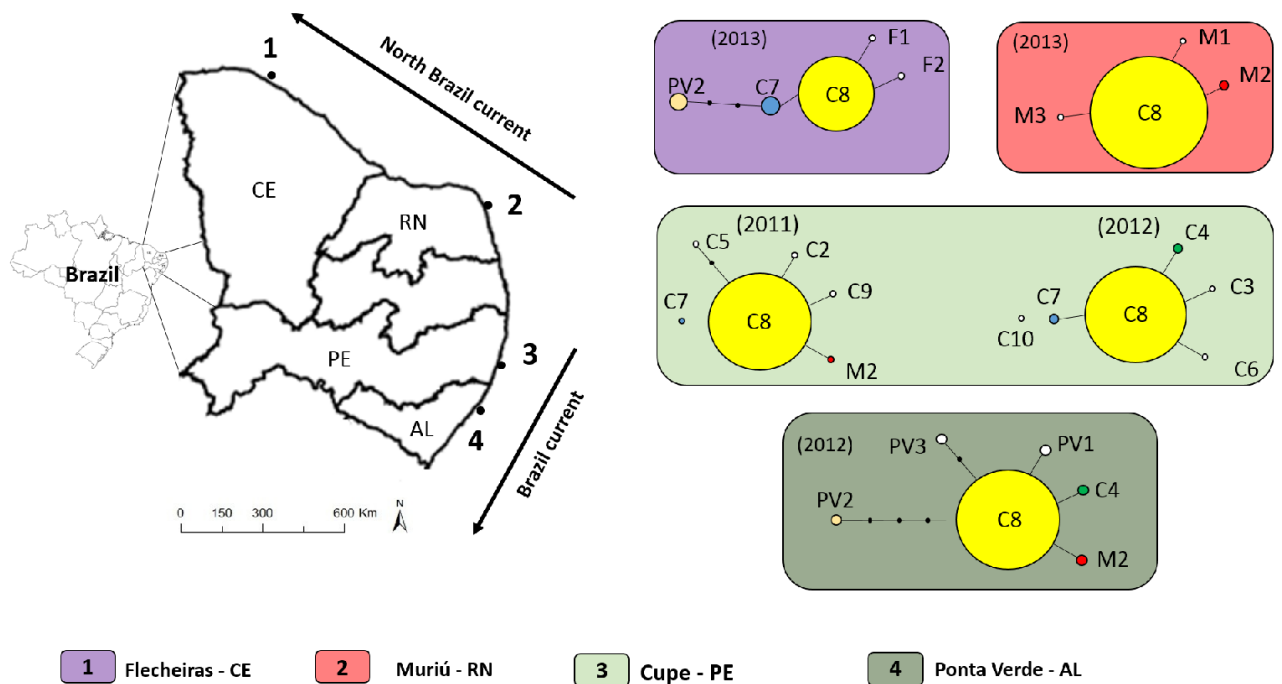 1
North Brazil current
CE
2
RN
Brazil
PE
3
AL
4
Brazil current
N
0 150 300 600 Km
(2013)
F1
F2
PV2
C7
C8
(2013)
M1
M2
M3
C8
(2011)
C5
C2
C9
C7
C8
M2
(2012)
C4
C3
C7
C8
C10
C6
(2012)
PV3
PV1
C4
PV2
C8
M2
1 Flecheiras - CE
2 Muriú - RN
3 Cupe - PE
4 Ponta Verde - AL